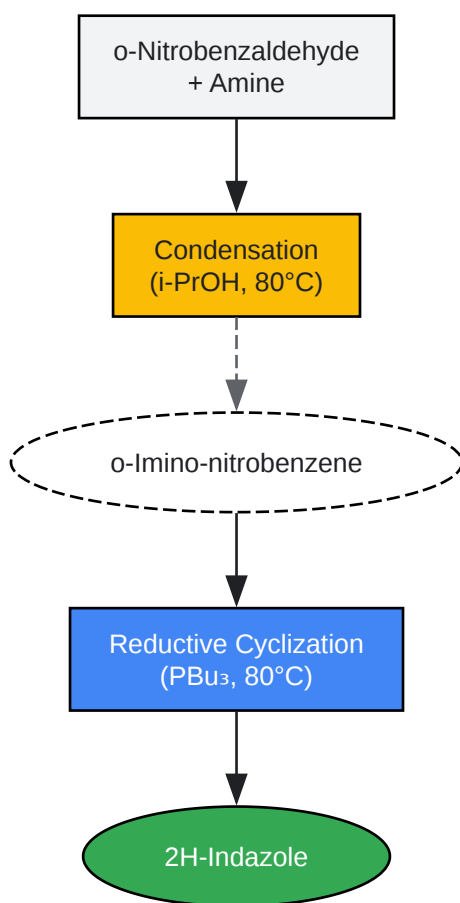 o-Nitrobenzaldehyde
+ Amine
Condensation
(i-PrOH, 80°C)
o-Imino-nitrobenzene
Reductive Cyclization
(PBu₃, 80°C)
2H-Indazole